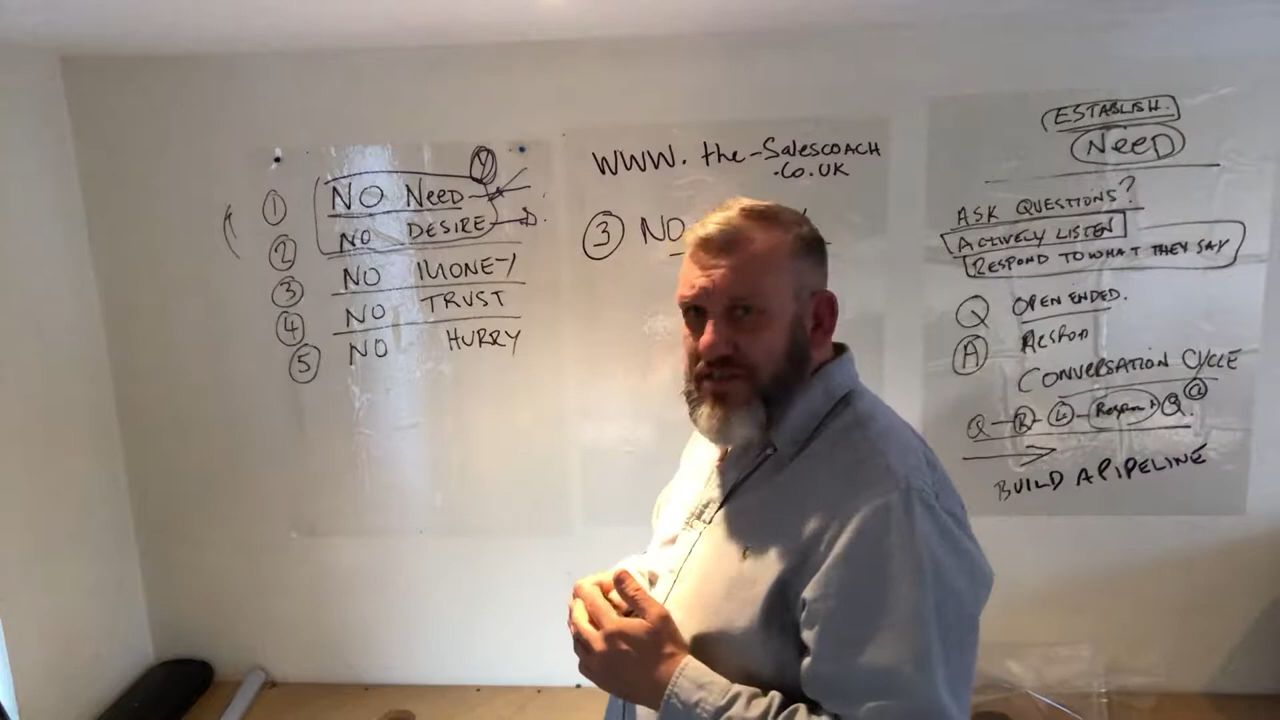 ① NO NEED
② NO DESIRE D.
③ NO MONEY
④ NO TRUST
⑤ NO HURRY
WWW.the-SalesCOACH
.CO.UK
③ NO
ESTABLISH.
NEED
ASK QUESTIONS?
ACTIVELY LISTEN
RESPOND TO WHAT THEY SAY
Q OPEN ENDED.
A
CONVERSATION CYCLE
Q - R - L - Q
BUILD A PIPELINE